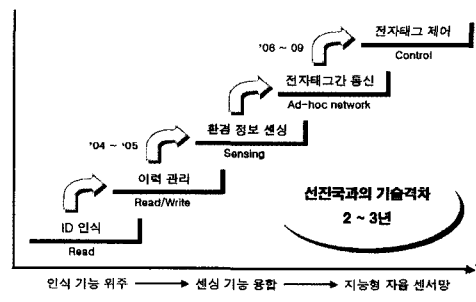 전자태그 제어
Control
'06 ~ 09
전자태그간 통신
Ad-hoc network
환경 정보 센싱
Sensing
'04 ~ '05
이력 관리
Read/Write
ID 인식
Read
선진국과의 기술격차
2 ~ 3년
인식 기능 위주 → 센싱 기능 융합 → 지능형 자율 센서망